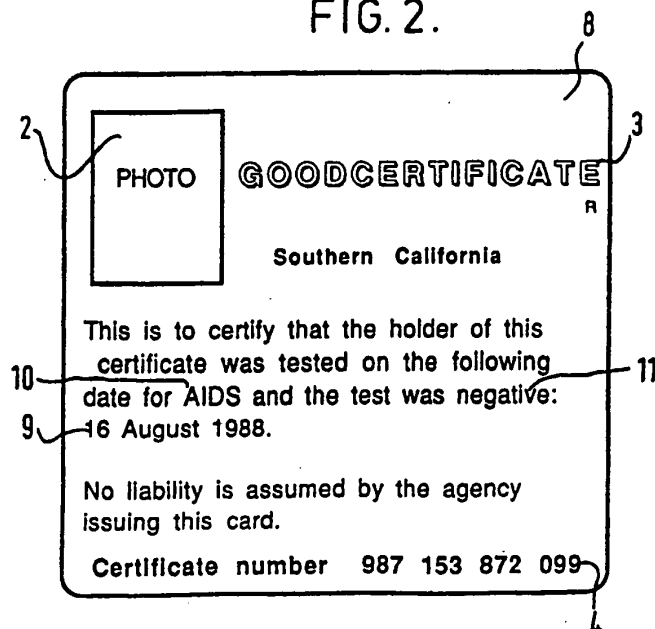 FIG. 2.
8
2
3
PHOTO
GOODCERTIFICATE
R
Southern California
This is to certify that the holder of this
certificate was tested on the following
10
11
date for AIDS and the test was negative:
9
16 August 1988.
No liability is assumed by the agency
issuing this card.
Certificate number 987 153 872 099
4